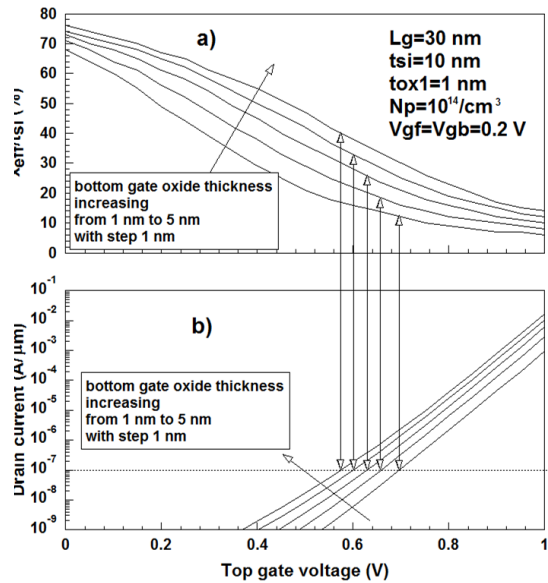 80
70
60
50
40
30
20
10
0
a)
Lg=30 nm
tsi=10 nm
tox1=1 nm
Np=10¹⁴/cm³
Vgf=Vgb=0.2 V
bottom gate oxide thickness
increasing
from 1 nm to 5 nm
with step 1 nm
10⁻¹
10⁻²
10⁻³
10⁻⁴
10⁻⁵
10⁻⁶
10⁻⁷
10⁻⁸
10⁻⁹
Drain current (A/µm)
b)
bottom gate oxide thickness
increasing
from 1 nm to 5 nm
with step 1 nm
0 0.2 0.4 0.6 0.8 1
Top gate voltage (V)